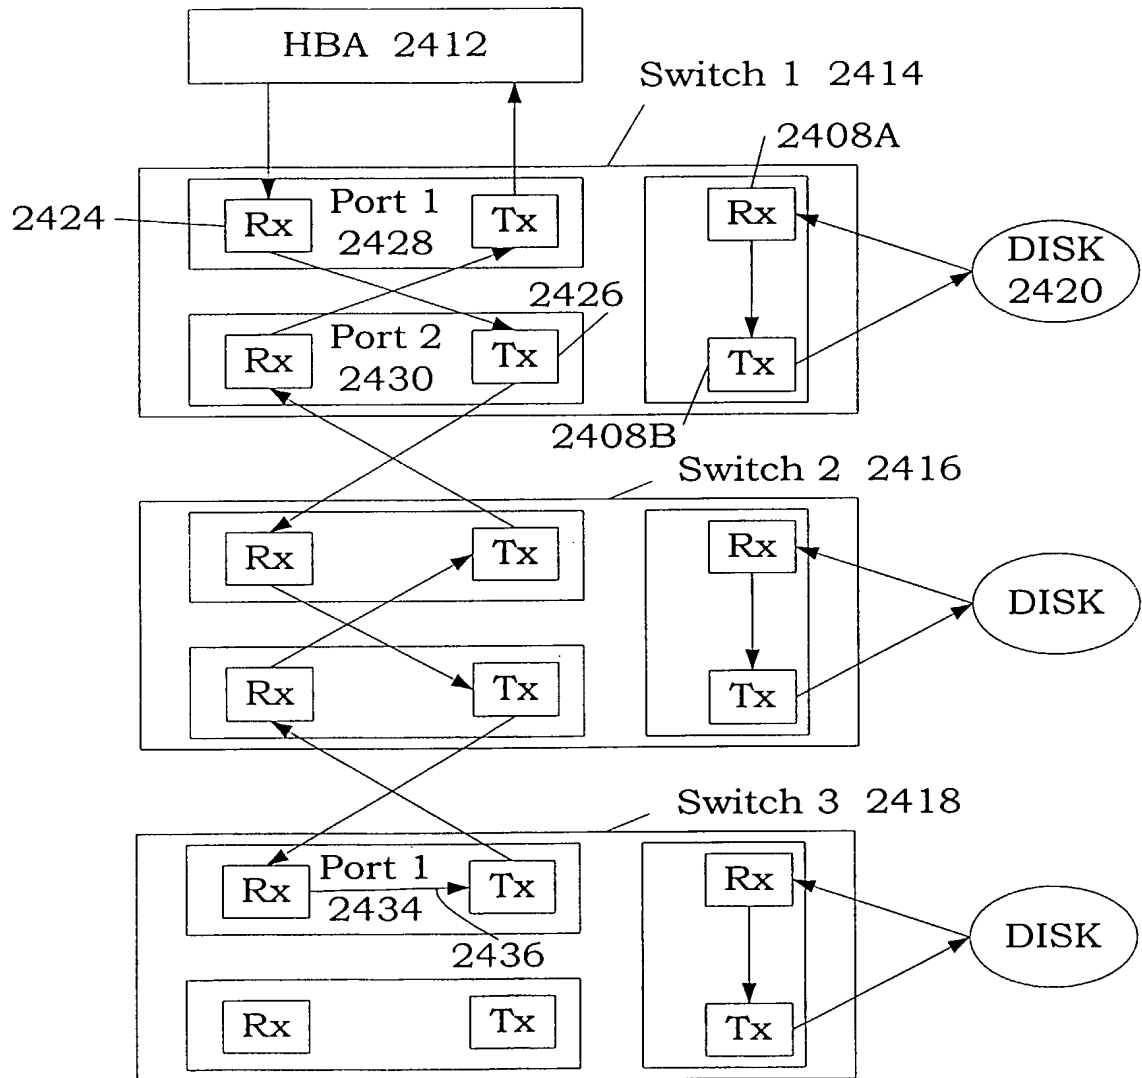 HBA 2412
Switch 1 2414
2408A
2424
Rx
Port 1
2428
Tx
Rx
DISK
2420
2426
Rx
Port 2
2430
Tx
Tx
2408B
Switch 2 2416
Rx
Tx
Rx
DISK
Rx
Tx
Tx
Switch 3 2418
Rx
Port 1
2434
Tx
Rx
2436
DISK
Rx
Tx
Tx